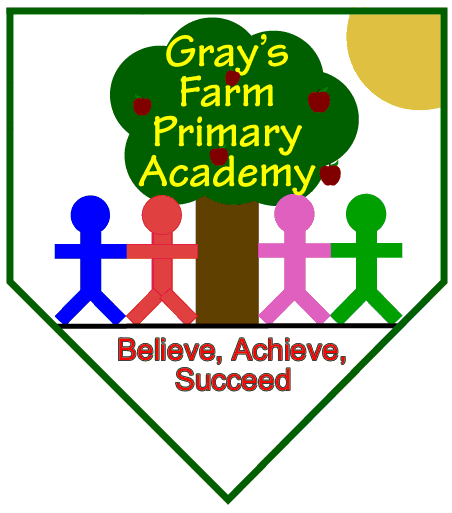 Gray's
Farm
Primary
Academy
Believe, Achieve,
Succeed